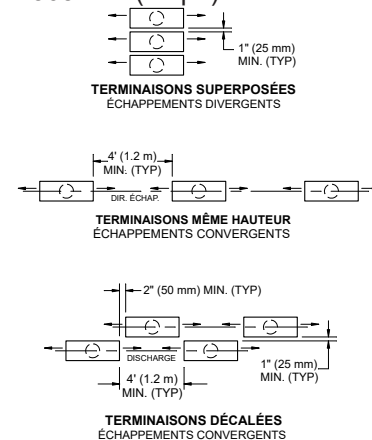 1" (25 mm)
MIN. (TYP)
TERMINAISONS SUPERPOSÉES
ÉCHAPPEMENTS DIVERGENTS
4' (1.2 m)
MIN. (TYP)
DIR. ÉCHAP.
TERMINAISONS MÊME HAUTEUR
ÉCHAPPEMENTS CONVERGENTS
2" (50 mm) MIN. (TYP)
DISCHARGE
1" (25 mm)
MIN. (TYP)
4' (1.2 m)
MIN. (TYP)
TERMINAISONS DÉCALÉES
ÉCHAPPEMENTS CONVERGENTS